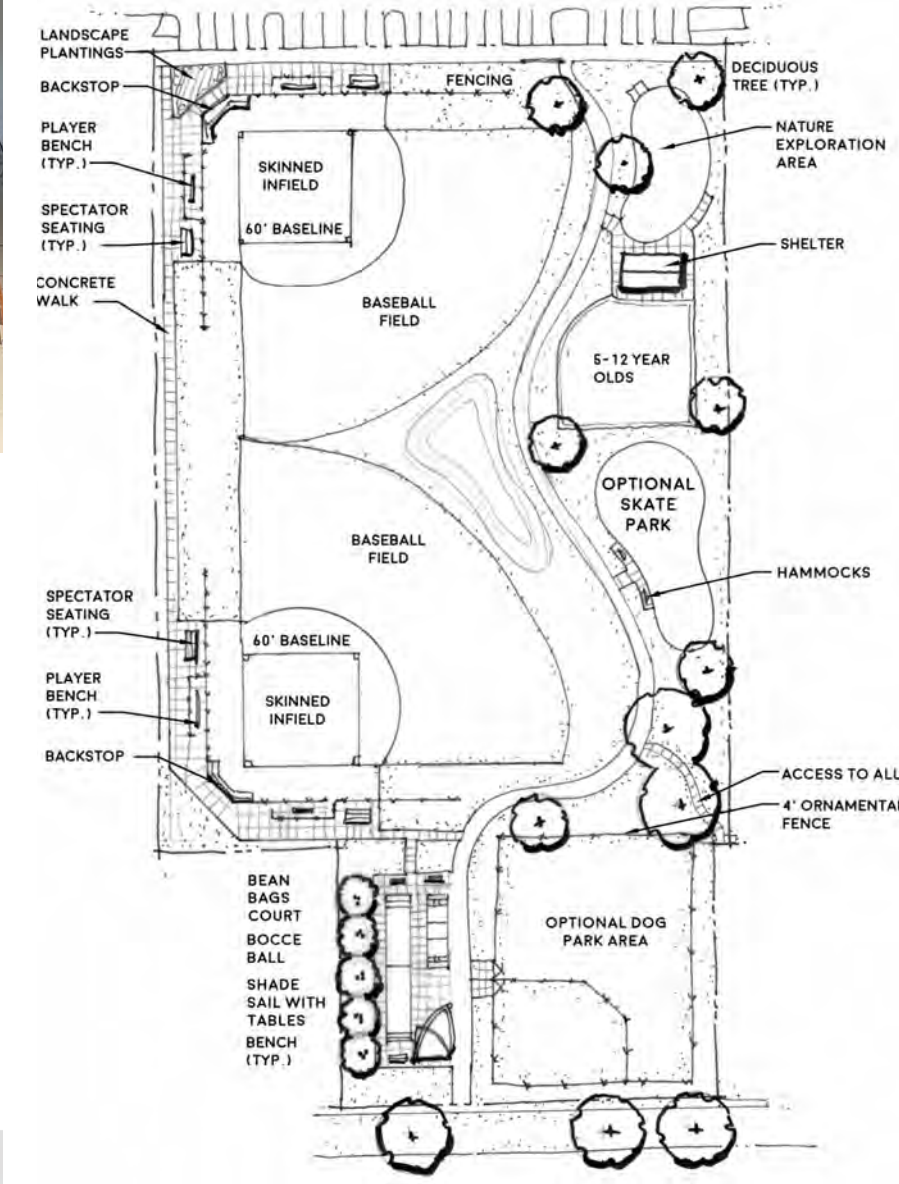 LANDSCAPE
PLANTINGS
BACKSTOP
PLAYER
BENCH
(TYP.)
SPECTATOR
SEATING
(TYP.)
CONCRETE
WALK
FENCING
SKINNED
INFIELD
60' BASELINE
BASEBALL
FIELD
DECIDUOUS
TREE (TYP.)
NATURE
EXPLORATION
AREA
SHELTER
5-12 YEAR
OLDS
OPTIONAL
SKATE
PARK
HAMMOCKS
BASEBALL
FIELD
SPECTATOR
SEATING
(TYP.)
PLAYER
BENCH
(TYP.)
BACKSTOP
60' BASELINE
SKINNED
INFIELD
ACCESS TO ALL
4' ORNAMENTAL
FENCE
BEAN
BAGS
COURT
BOCCE
BALL
SHADE
SAIL WITH
TABLES
BENCH
(TYP.)
OPTIONAL DOG
PARK AREA